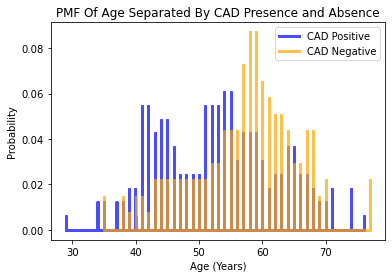 PMF Of Age Separated By CAD Presence and Absence
CAD Positive
CAD Negative
Probability
0.08
0.06
0.04
0.02
0.00
30 40 50 60 70
Age (Years)